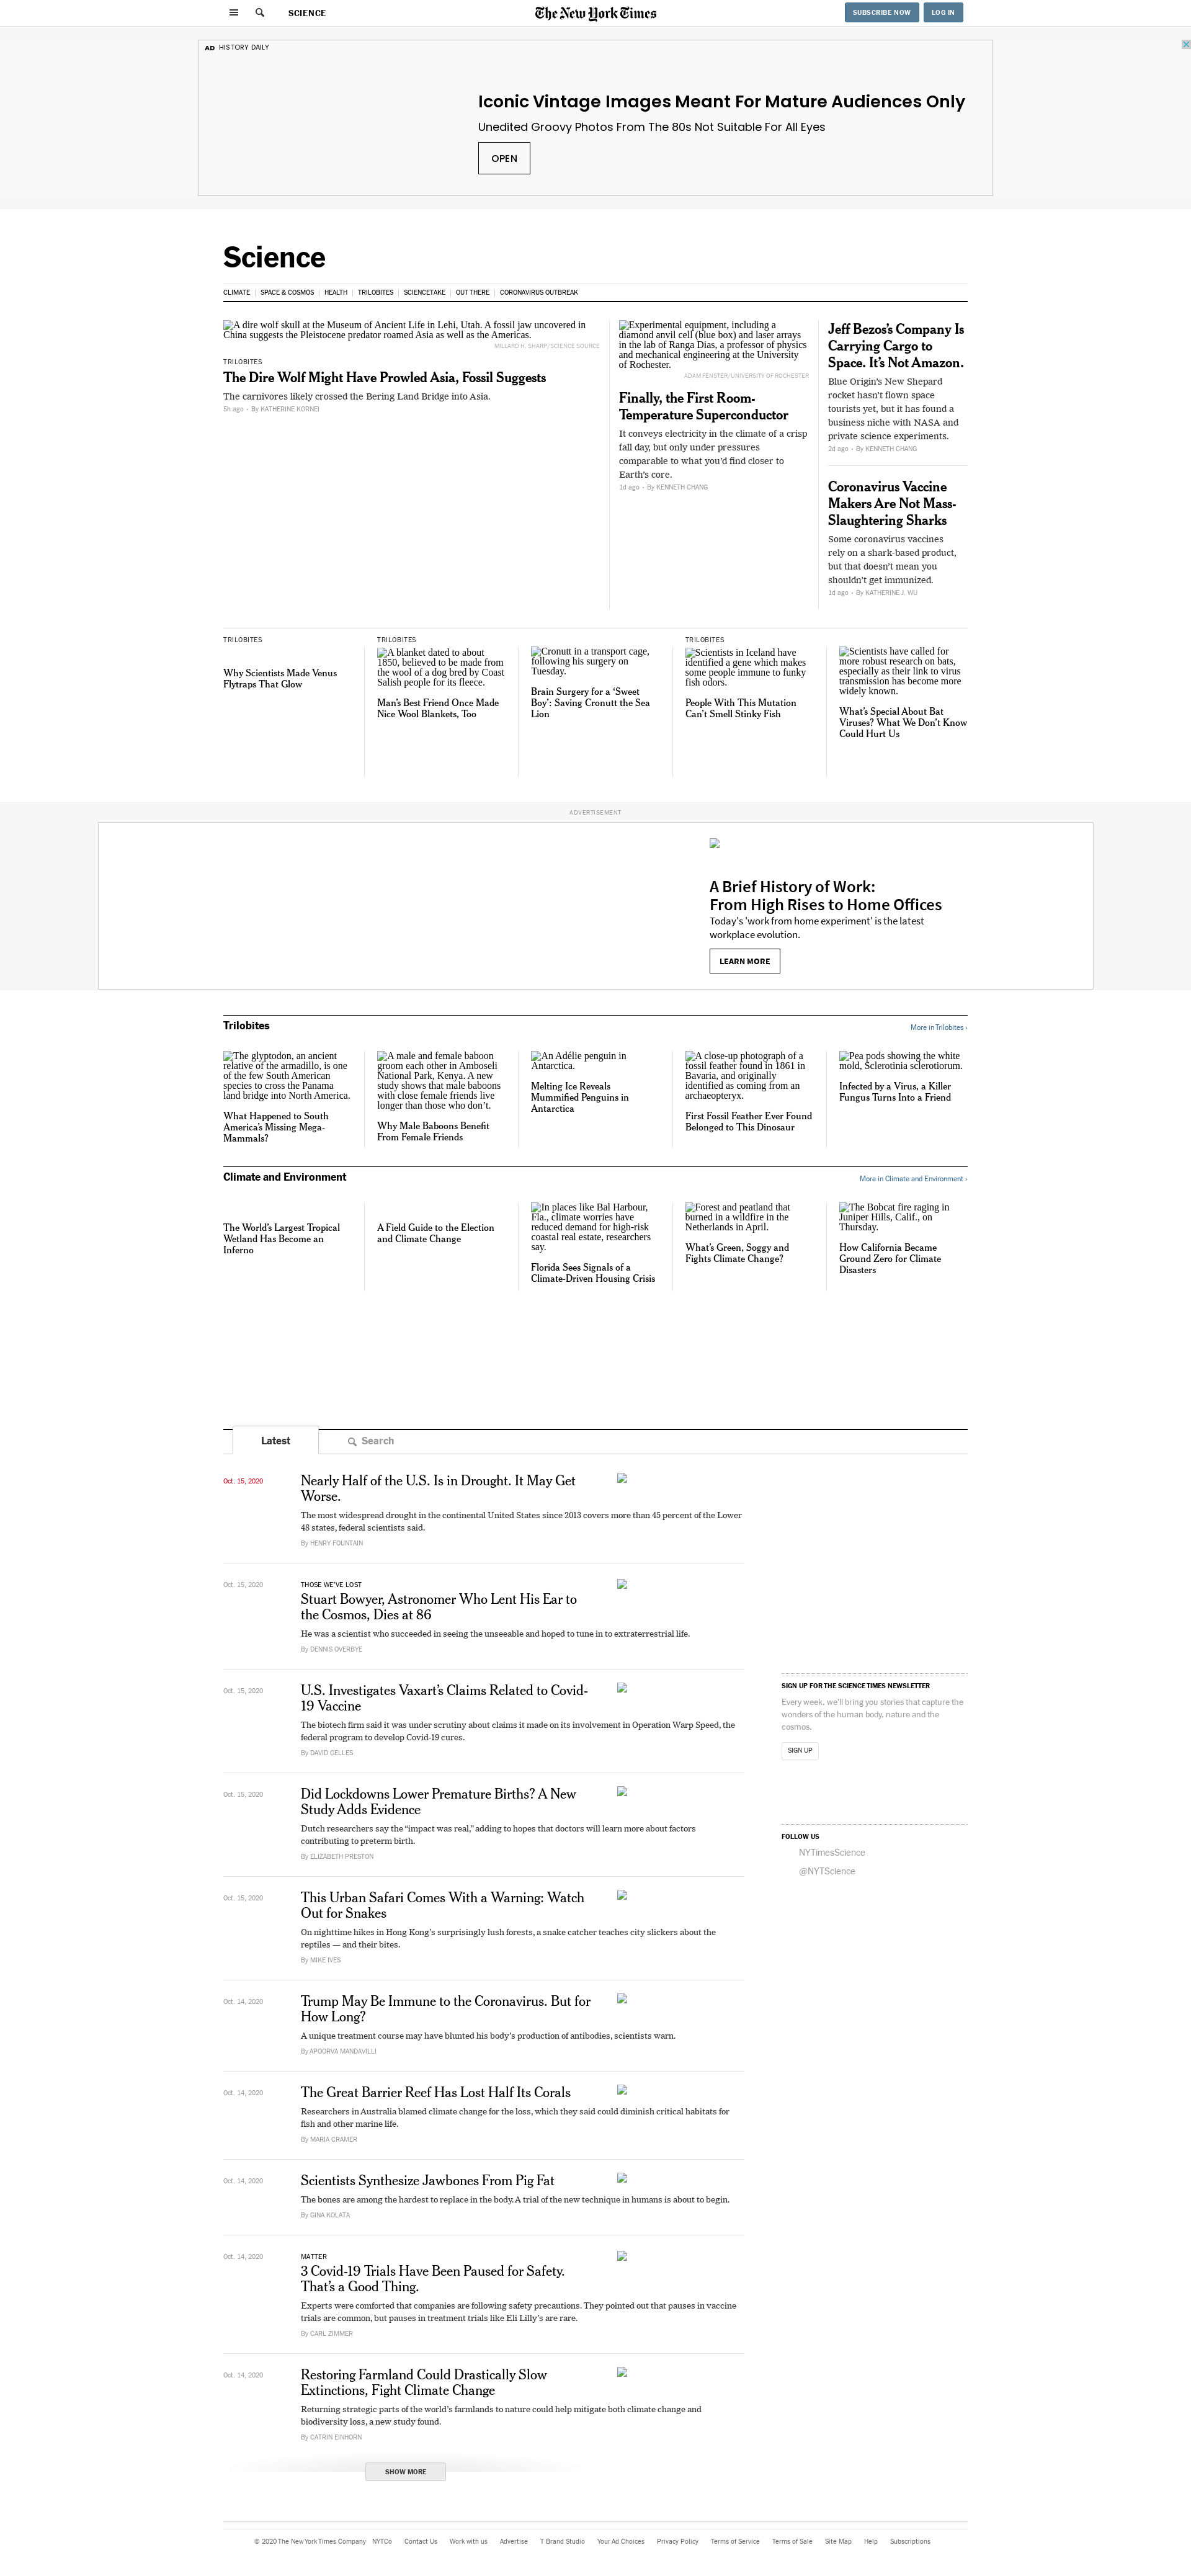 SCIENCE
The New York Times
SUBSCRIBE NOW
LOG IN
AD HISTORY DAILY
Iconic Vintage Images Meant For Mature Audiences Only
Unedited Groovy Photos From The 80s Not Suitable For All Eyes
OPEN
Science
CLIMATE
SPACE & COSMOS
HEALTH
TRILOBITES
SCIENCETAKE
OUT THERE
CORONAVIRUS OUTBREAK
A dire wolf skull at the Museum of Ancient Life in Lehi, Utah. A fossil jaw uncovered in
China suggests the Pleistocene predator roamed Asia as well as the Americas.
MILLARD H. SHARP/SCIENCE SOURCE
TRILOBITES
The Dire Wolf Might Have Prowled Asia, Fossil Suggests
The carnivores likely crossed the Bering Land Bridge into Asia.
5h ago · By KATHERINE KORNEI
Experimental equipment, including a
diamond anvil cell (blue box) and laser arrays
in the lab of Ranga Dias, a professor of physics
and mechanical engineering at the University
of Rochester.
ADAM FENSTER/UNIVERSITY OF ROCHESTER
Finally, the First Room-
Temperature Superconductor
It conveys electricity in the climate of a crisp
fall day, but only under pressures
comparable to what you’d find closer to
Earth’s core.
1d ago · By KENNETH CHANG
Jeff Bezos’s Company Is
Carrying Cargo to
Space. It’s Not Amazon.
Blue Origin’s New Shepard
rocket hasn’t flown space
tourists yet, but it has found a
business niche with NASA and
private science experiments.
2d ago · By KENNETH CHANG
Coronavirus Vaccine
Makers Are Not Mass-
Slaughtering Sharks
Some coronavirus vaccines
rely on a shark-based product,
but that doesn’t mean you
shouldn’t get immunized.
1d ago · By KATHERINE J. WU
TRILOBITES
Why Scientists Made Venus
Flytraps That Glow
TRILOBITES
A blanket dated to about
1850, believed to be made from
the wool of a dog bred by Coast
Salish people for its fleece.
Man’s Best Friend Once Made
Nice Wool Blankets, Too
Cronutt in a transport cage,
following his surgery on
Tuesday.
Brain Surgery for a ‘Sweet
Boy’: Saving Cronutt the Sea
Lion
TRILOBITES
Scientists in Iceland have
identified a gene which makes
some people immune to funky
fish odors.
People With This Mutation
Can’t Smell Stinky Fish
Scientists have called for
more robust research on bats,
especially as their link to virus
transmission has become more
widely known.
What’s Special About Bat
Viruses? What We Don’t Know
Could Hurt Us
ADVERTISEMENT
A Brief History of Work:
From High Rises to Home Offices
Today's 'work from home experiment' is the latest
workplace evolution.
LEARN MORE
Trilobites
More in Trilobites ›
The glyptodon, an ancient
relative of the armadillo, is one
of the few South American
species to cross the Panama
land bridge into North America.
What Happened to South
America’s Missing Mega-
Mammals?
A male and female baboon
groom each other in Amboseli
National Park, Kenya. A new
study shows that male baboons
with close female friends live
longer than those who don’t.
Why Male Baboons Benefit
From Female Friends
An Adélie penguin in
Antarctica.
Melting Ice Reveals
Mummified Penguins in
Antarctica
A close-up photograph of a
fossil feather found in 1861 in
Bavaria, and originally
identified as coming from an
archaeopteryx.
First Fossil Feather Ever Found
Belonged to This Dinosaur
Pea pods showing the white
mold, Sclerotinia sclerotiorum.
Infected by a Virus, a Killer
Fungus Turns Into a Friend
Climate and Environment
More in Climate and Environment ›
The World’s Largest Tropical
Wetland Has Become an
Inferno
A Field Guide to the Election
and Climate Change
In places like Bal Harbour,
Fla., climate worries have
reduced demand for high-risk
coastal real estate, researchers
say.
Florida Sees Signals of a
Climate-Driven Housing Crisis
Forest and peatland that
burned in a wildfire in the
Netherlands in April.
What’s Green, Soggy and
Fights Climate Change?
The Bobcat fire raging in
Juniper Hills, Calif., on
Thursday.
How California Became
Ground Zero for Climate
Disasters
Latest
Search
Oct. 15, 2020
Nearly Half of the U.S. Is in Drought. It May Get
Worse.
The most widespread drought in the continental United States since 2013 covers more than 45 percent of the Lower
48 states, federal scientists said.
By HENRY FOUNTAIN
Oct. 15, 2020
THOSE WE’VE LOST
Stuart Bowyer, Astronomer Who Lent His Ear to
the Cosmos, Dies at 86
He was a scientist who succeeded in seeing the unseeable and hoped to tune in to extraterrestrial life.
By DENNIS OVERBYE
Oct. 15, 2020
U.S. Investigates Vaxart’s Claims Related to Covid-
19 Vaccine
The biotech firm said it was under scrutiny about claims it made on its involvement in Operation Warp Speed, the
federal program to develop Covid-19 cures.
By DAVID GELLES
Oct. 15, 2020
Did Lockdowns Lower Premature Births? A New
Study Adds Evidence
Dutch researchers say the “impact was real,” adding to hopes that doctors will learn more about factors
contributing to preterm birth.
By ELIZABETH PRESTON
Oct. 15, 2020
This Urban Safari Comes With a Warning: Watch
Out for Snakes
On nighttime hikes in Hong Kong’s surprisingly lush forests, a snake catcher teaches city slickers about the
reptiles — and their bites.
By MIKE IVES
Oct. 14, 2020
Trump May Be Immune to the Coronavirus. But for
How Long?
A unique treatment course may have blunted his body’s production of antibodies, scientists warn.
By APOORVA MANDAVILLI
Oct. 14, 2020
The Great Barrier Reef Has Lost Half Its Corals
Researchers in Australia blamed climate change for the loss, which they said could diminish critical habitats for
fish and other marine life.
By MARIA CRAMER
Oct. 14, 2020
Scientists Synthesize Jawbones From Pig Fat
The bones are among the hardest to replace in the body. A trial of the new technique in humans is about to begin.
By GINA KOLATA
Oct. 14, 2020
MATTER
3 Covid-19 Trials Have Been Paused for Safety.
That’s a Good Thing.
Experts were comforted that companies are following safety precautions. They pointed out that pauses in vaccine
trials are common, but pauses in treatment trials like Eli Lilly’s are rare.
By CARL ZIMMER
Oct. 14, 2020
Restoring Farmland Could Drastically Slow
Extinctions, Fight Climate Change
Returning strategic parts of the world’s farmlands to nature could help mitigate both climate change and
biodiversity loss, a new study found.
By CATRIN EINHORN
SHOW MORE
SIGN UP FOR THE SCIENCE TIMES NEWSLETTER
Every week, we'll bring you stories that capture the
wonders of the human body, nature and the
cosmos.
SIGN UP
FOLLOW US
NYTimesScience
@NYTScience
© 2020 The New York Times Company
NYTCo
Contact Us
Work with us
Advertise
T Brand Studio
Your Ad Choices
Privacy Policy
Terms of Service
Terms of Sale
Site Map
Help
Subscriptions